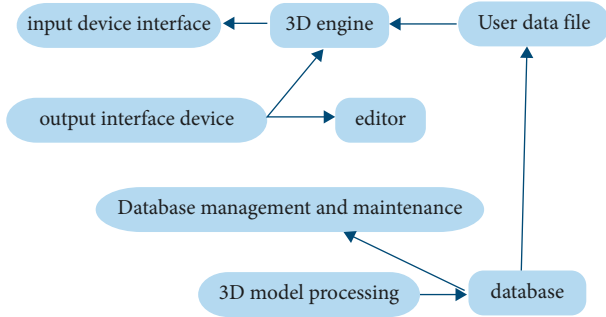 input device interface
3D engine
User data file
output interface device
editor
Database management and maintenance
3D model processing
database